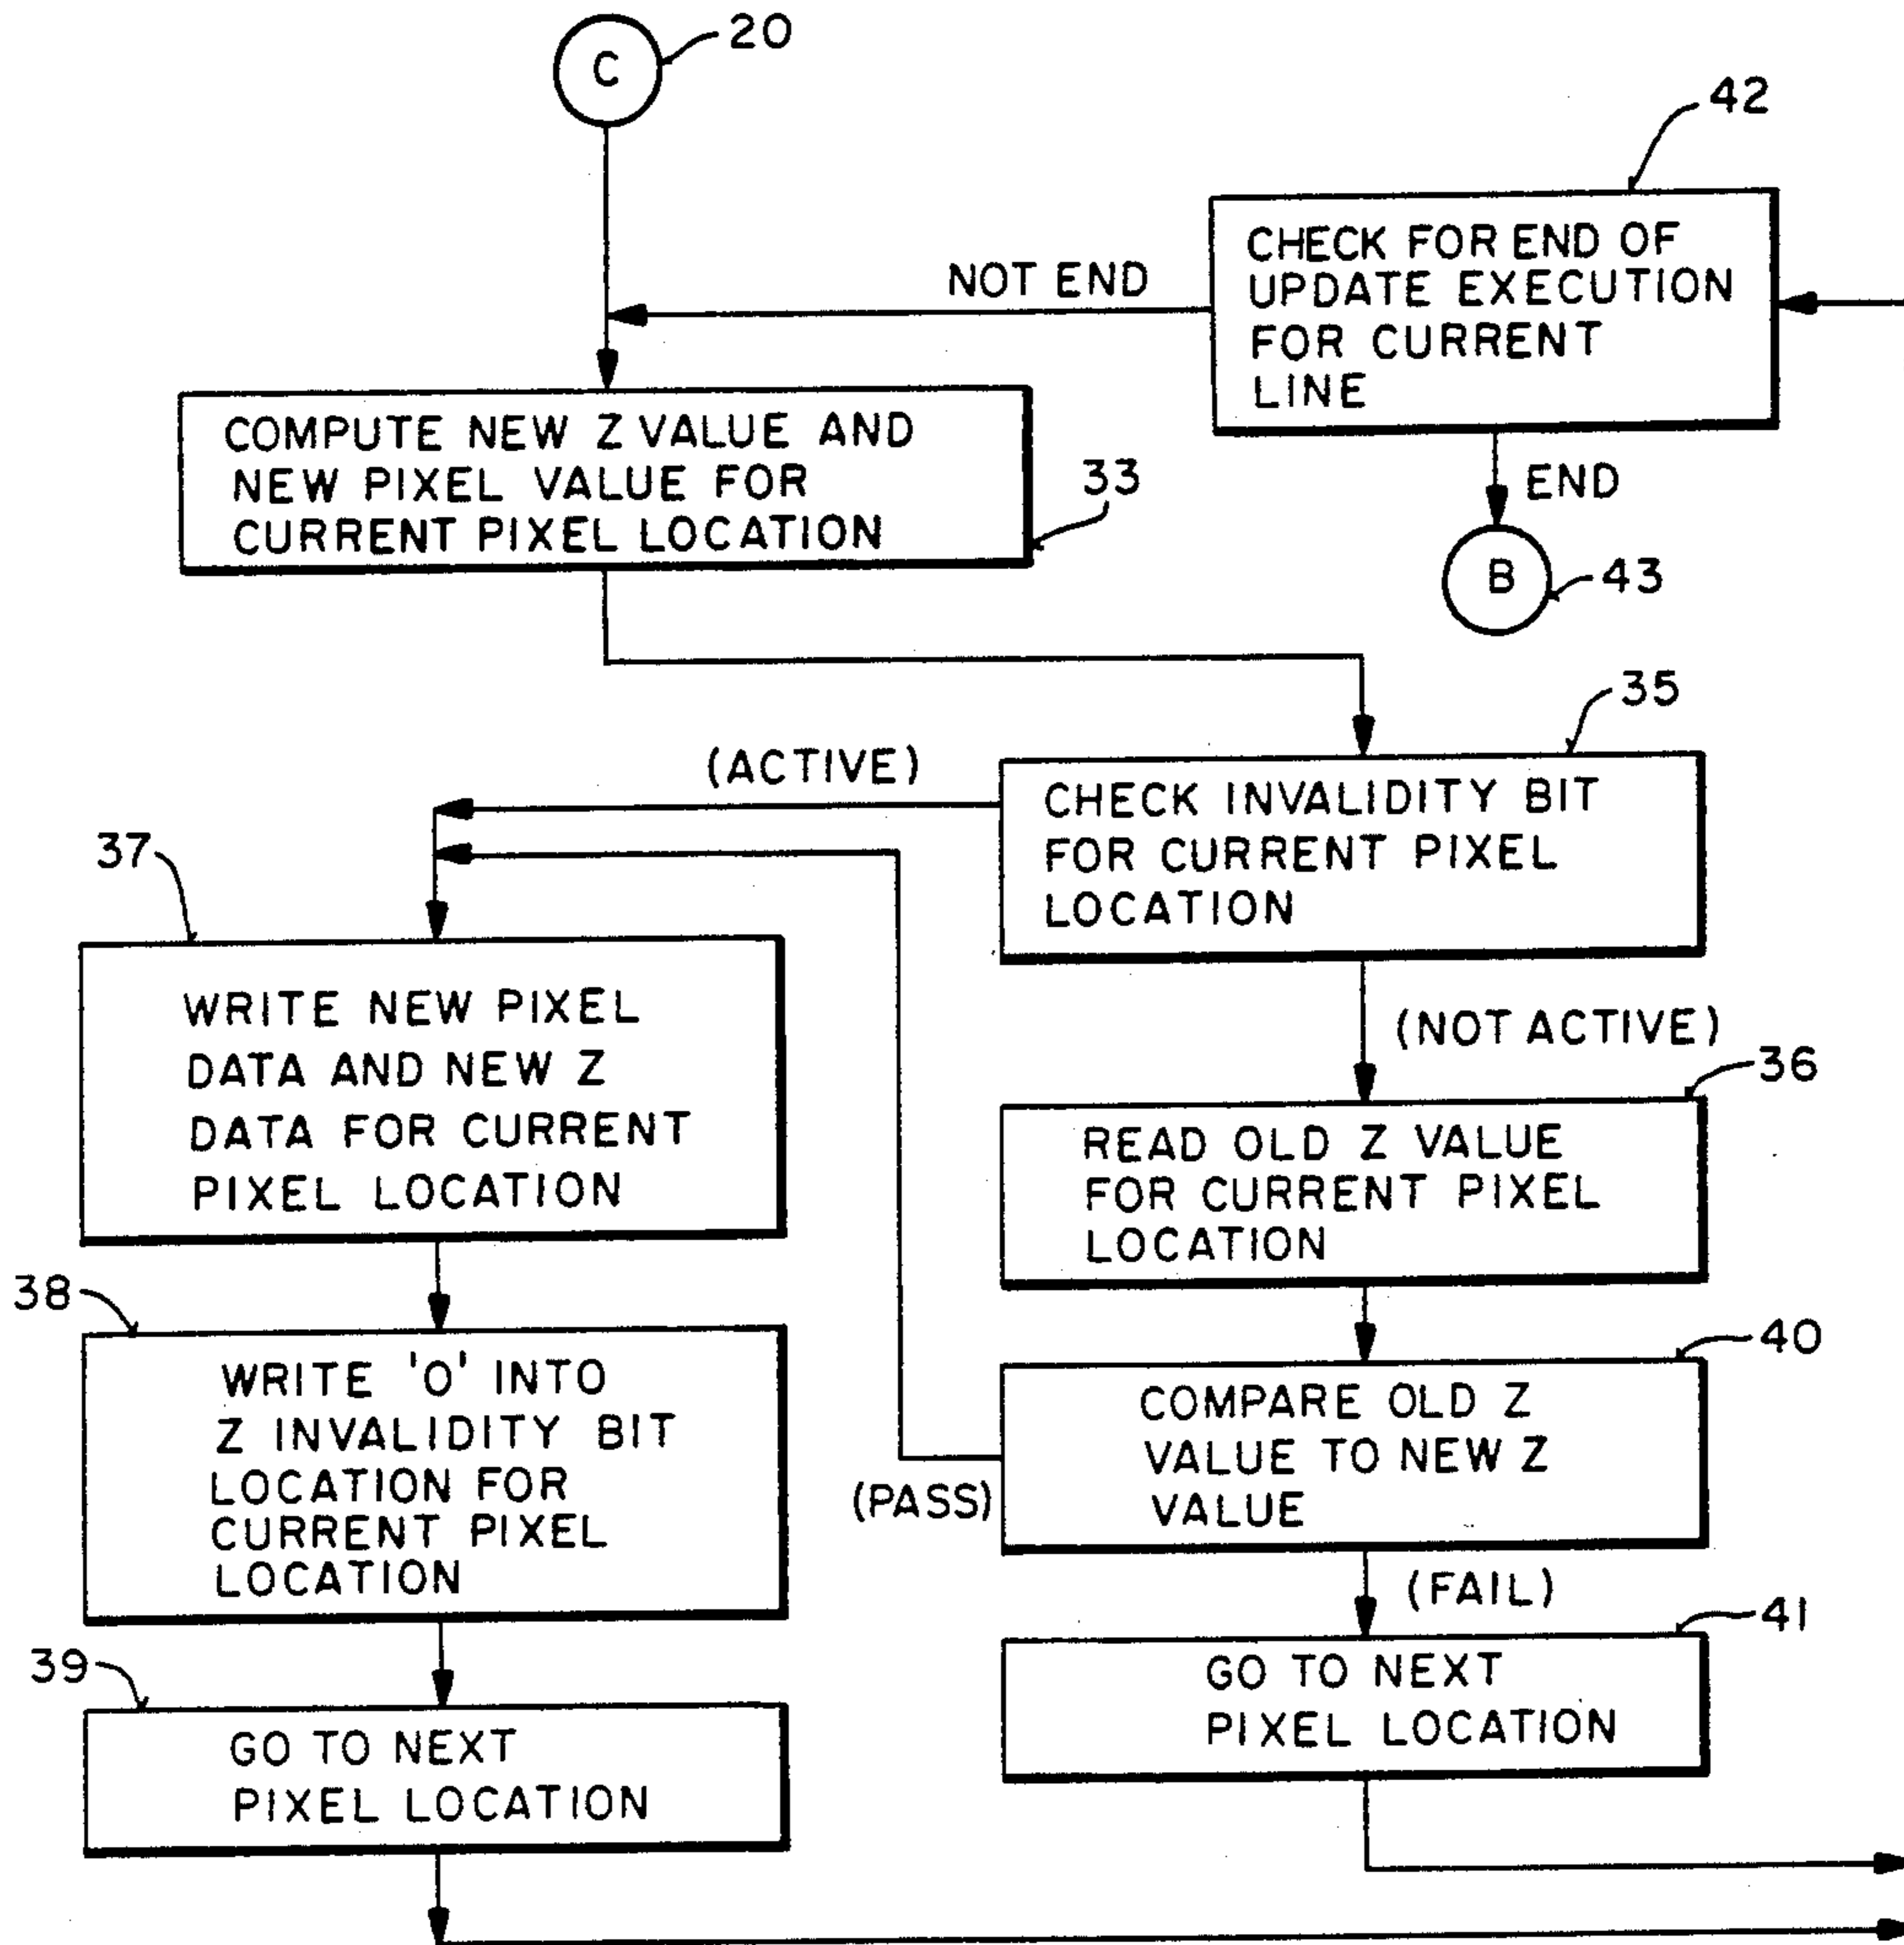 C
20
42
CHECK FOR END OF
UPDATE EXECUTION
FOR CURRENT
LINE
NOT END
END
B
43
COMPUTE NEW Z VALUE AND
NEW PIXEL VALUE FOR
CURRENT PIXEL LOCATION
33
35
(ACTIVE)
CHECK INVALIDITY BIT
FOR CURRENT PIXEL
LOCATION
37
WRITE NEW PIXEL
DATA AND NEW Z
DATA FOR CURRENT
PIXEL LOCATION
(NOT ACTIVE)
36
READ OLD Z VALUE
FOR CURRENT PIXEL
LOCATION
38
WRITE 'O' INTO
Z INVALIDITY BIT
LOCATION FOR
CURRENT PIXEL
LOCATION
40
COMPARE OLD Z
VALUE TO NEW Z
VALUE
(PASS)
(FAIL)
41
GO TO NEXT
PIXEL LOCATION
39
GO TO NEXT
PIXEL LOCATION